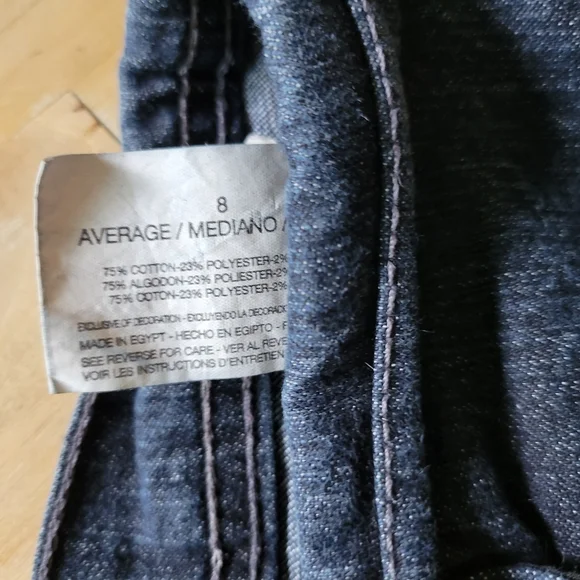 8
AVERAGE / MEDIANO /
75% COTTON-23% POLYESTER-2%
75% ALGODON-23% POLIESTER-2%
75% COTON-23% POLYESTER-2%
EXCLUSIVE OF DECORATION - EXCLUYENDO LA DECORACI
MADE IN EGYPT - HECHO EN EGIPTO - F
SEE REVERSE FOR CARE - VER AL REVE
VOIR LES INSTRUCTIONS D'ENTRETIEN